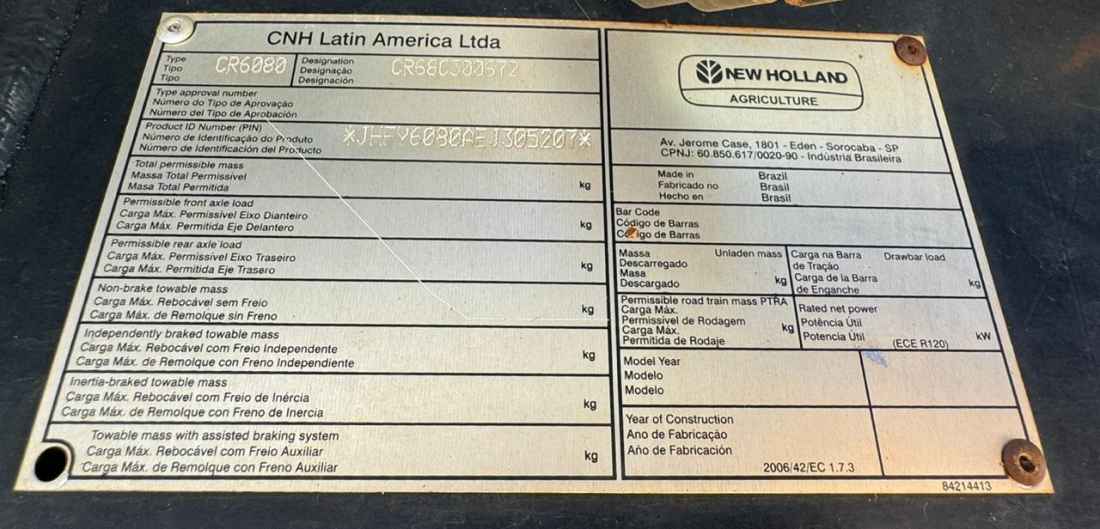 CNH Latin America Ltda
Type
Tipo
Tipo
CR6080
Designation
Designação
Designación
CR68C300672
Type approval number
Número do Tipo de Aprovação
Número del Tipo de Aprobación
Product ID Number (PIN)
Número de Identificação do Produto
Número de Identificación del Producto
*JHFY6080AEJ305207*
Total permissible mass
Massa Total Permissível
Masa Total Permitida
kg
Permissible front axle load
Carga Máx. Permissível Eixo Dianteiro
Carga Máx. Permitida Eje Delantero
kg
Permissible rear axle load
Carga Máx. Permissível Eixo Traseiro
Carga Máx. Permitida Eje Trasero
kg
Non-brake towable mass
Carga Máx. Rebocável sem Freio
Carga Máx. de Remolque sin Freno
kg
Independently braked towable mass
Carga Máx. Rebocável com Freio Independente
Carga Máx. de Remolque con Freno Independiente
kg
Inertia-braked towable mass
Carga Máx. Rebocável com Freio de Inércia
Carga Máx. de Remolque con Freno de Inercia
kg
Towable mass with assisted braking system
Carga Máx. Rebocável com Freio Auxiliar
Carga Máx. de Remolque con Freno Auxiliar
kg
NEW HOLLAND
AGRICULTURE
Av. Jerome Case, 1801 - Eden - Sorocaba - SP
CPNJ: 60.850.617/0020-90 - Indústria Brasileira
Made in Brazil
Fabricado no Brasil
Hecho en Brasil
Bar Code
Código de Barras
Código de Barras
Massa Unladen mass
Descarregado
Masa
Descargado
kg
Carga na Barra Drawbar load
de Tração
Carga de la Barra
de Enganche
kg
Permissible road train mass PTRA
Carga Máx.
Permissível de Rodagem
Carga Máx.
Permitida de Rodaje
kg
Rated net power
Potência Útil
Potencia Útil
(ECE R120)
kW
Model Year
Modelo
Modelo
Year of Construction
Ano de Fabricação
Año de Fabricación
2006/42/EC 1.7.3
84214413